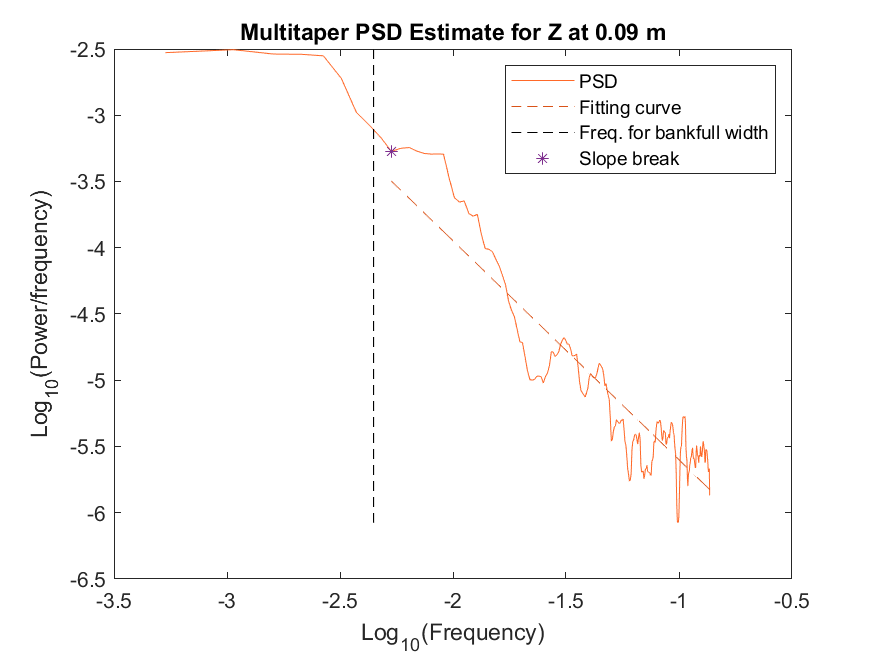 Multitaper PSD Estimate for Z at 0.09 m
PSD
Fitting curve
Freq. for bankfull width
Slope break
Log10(Power/frequency)
-2.5
-3
-3.5
-4
-4.5
-5
-5.5
-6
-6.5
-3.5 -3 -2.5 -2 -1.5 -1 -0.5
Log10(Frequency)